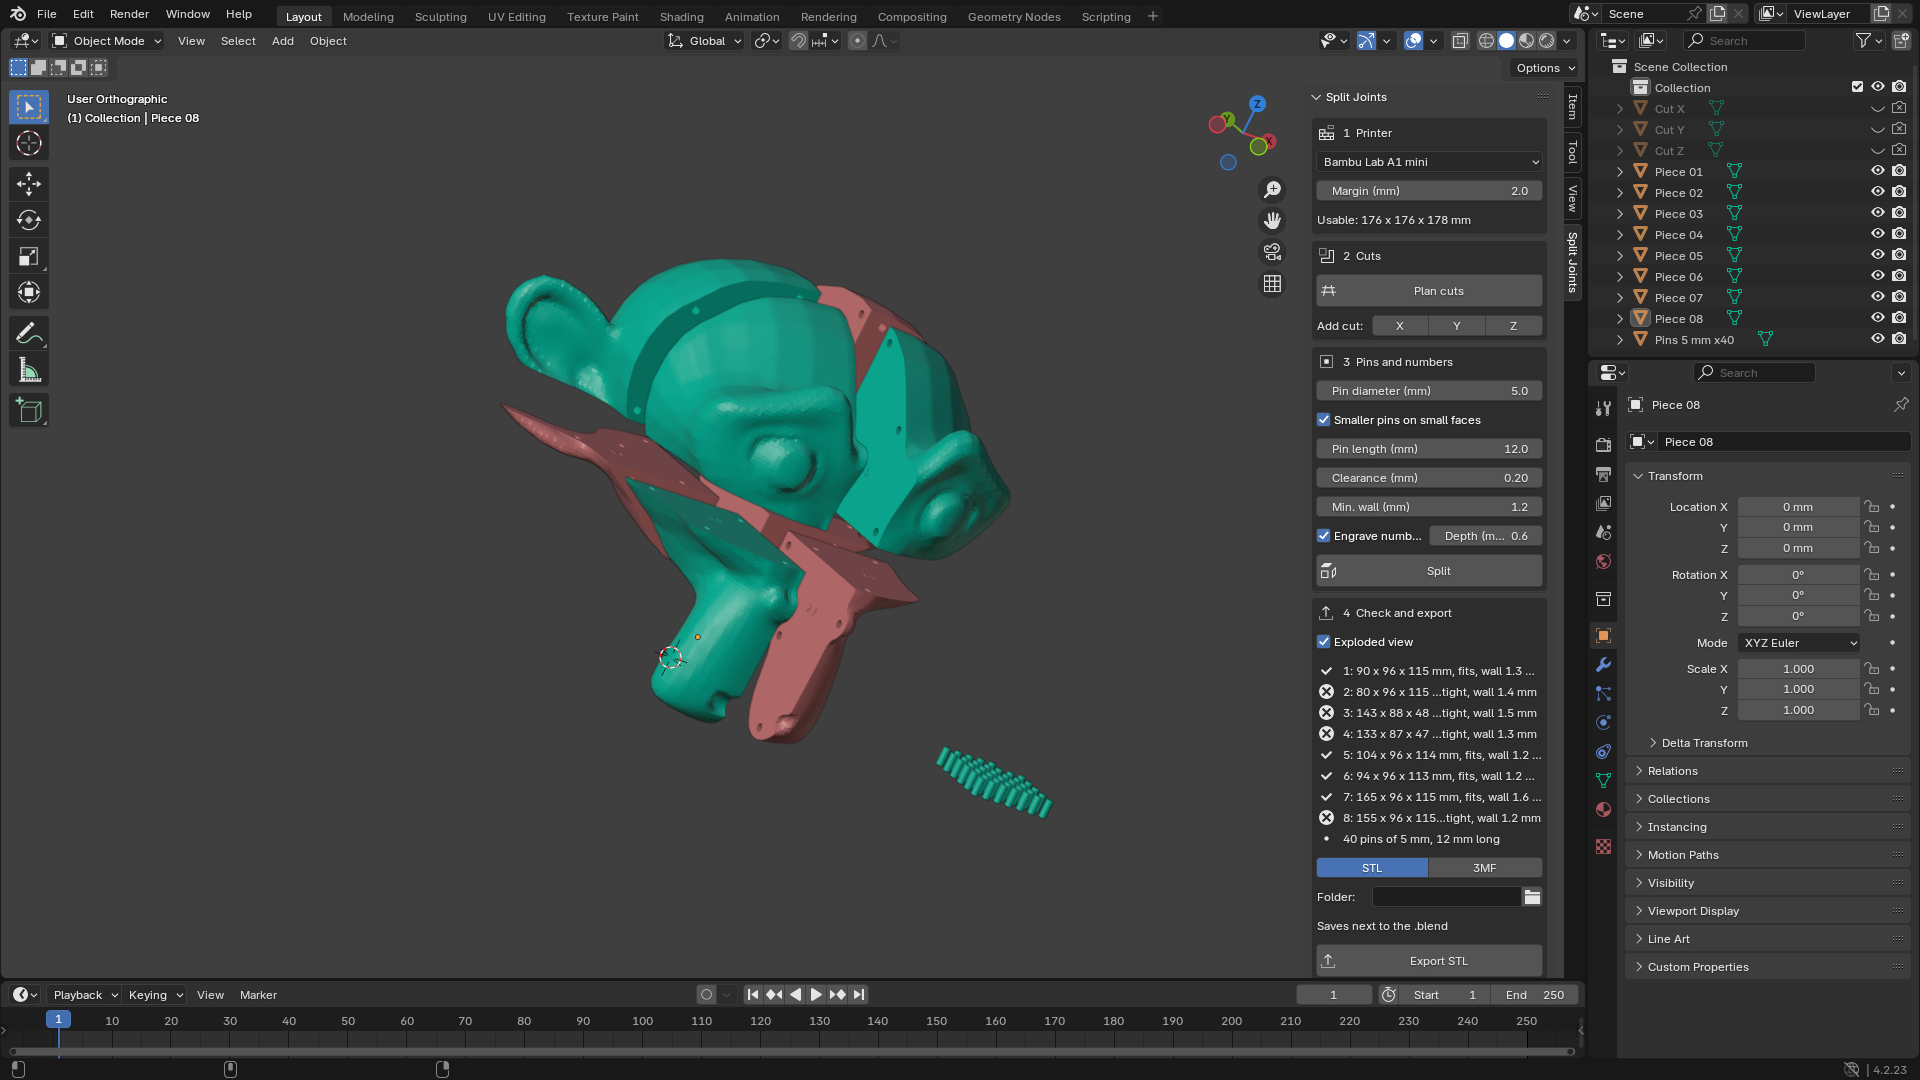 File Edit Render Window Help
Layout Modeling Sculpting UV Editing Texture Paint Shading Animation Rendering Compositing Geometry Nodes Scripting
Scene
ViewLayer
Object Mode View Select Add Object
Global
Options
User Orthographic
(1) Collection | Piece 08
Z
Y
X
Split Joints
1 Printer
Bambu Lab A1 mini
Margin (mm) 2.0
Usable: 176 x 176 x 178 mm
2 Cuts
Plan cuts
Add cut: X Y Z
3 Pins and numbers
Pin diameter (mm) 5.0
Smaller pins on small faces
Pin length (mm) 12.0
Clearance (mm) 0.20
Min. wall (mm) 1.2
Engrave numb... Depth (m... 0.6
Split
4 Check and export
Exploded view
1: 90 x 96 x 115 mm, fits, wall 1.3 ...
2: 80 x 96 x 115 ...tight, wall 1.4 mm
3: 143 x 88 x 48 ...tight, wall 1.5 mm
4: 133 x 87 x 47 ...tight, wall 1.3 mm
5: 104 x 96 x 114 mm, fits, wall 1.2 ...
6: 94 x 96 x 113 mm, fits, wall 1.2 ...
7: 165 x 96 x 115 mm, fits, wall 1.6 ...
8: 155 x 96 x 115...tight, wall 1.2 mm
40 pins of 5 mm, 12 mm long
STL 3MF
Folder:
Saves next to the .blend
Export STL
Item
Tool
View
Split Joints
Search
Scene Collection
Collection
Cut X
Cut Y
Cut Z
Piece 01
Piece 02
Piece 03
Piece 04
Piece 05
Piece 06
Piece 07
Piece 08
Pins 5 mm x40
Search
Piece 08
Piece 08
Transform
Location X 0 mm
Y 0 mm
Z 0 mm
Rotation X 0°
Y 0°
Z 0°
Mode XYZ Euler
Scale X 1.000
Y 1.000
Z 1.000
Delta Transform
Relations
Collections
Instancing
Motion Paths
Visibility
Viewport Display
Line Art
Custom Properties
Playback Keying View Marker
1 Start 1 End 250
1 10 20 30 40 50 60 70 80 90 100 110 120 130 140 150 160 170 180 190 200 210 220 230 240 250
4.2.23